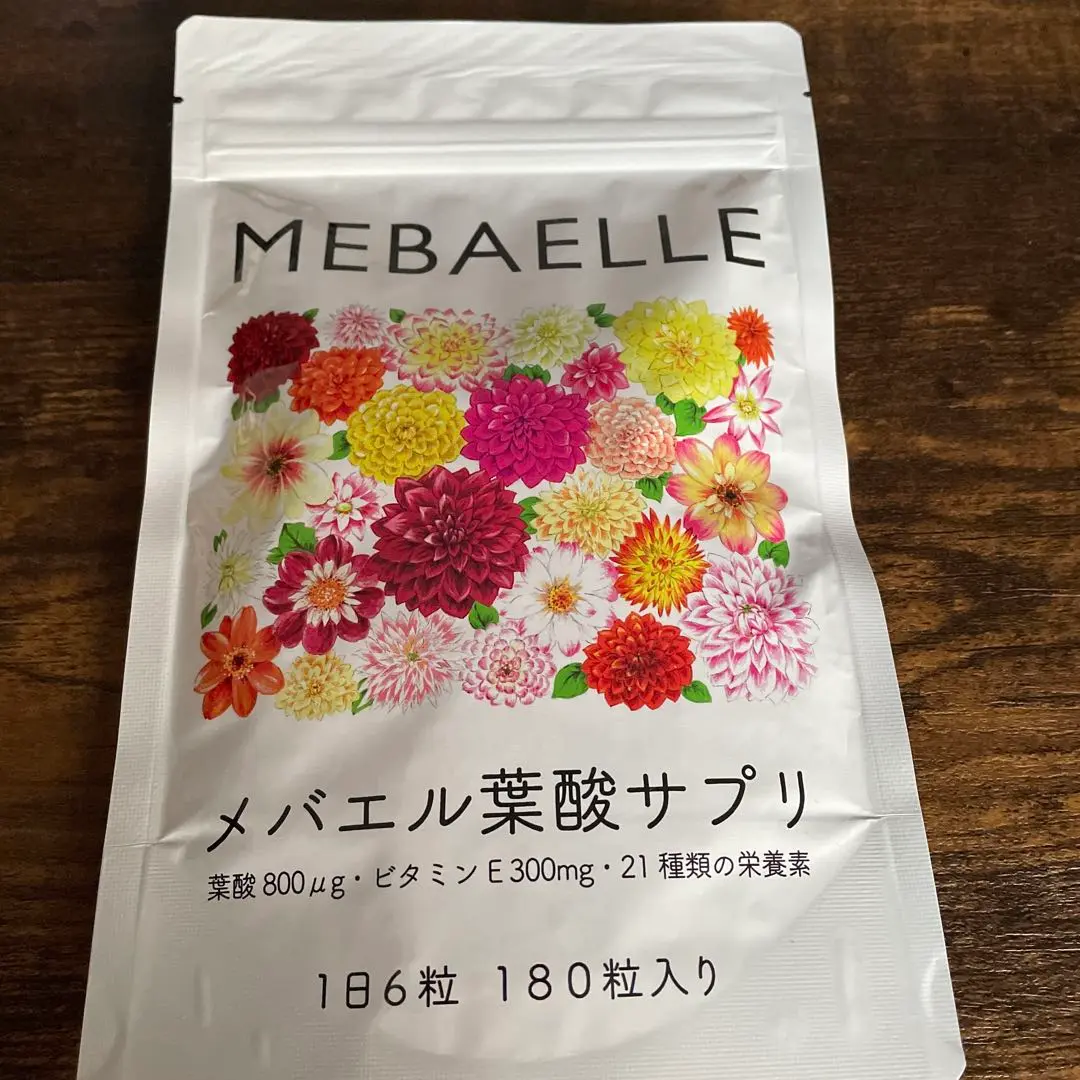 MEBAELLE
メバエル葉酸サプリ
葉酸800μg・ビタミンE300mg・21種類の栄養素
1日6粒 180粒入り